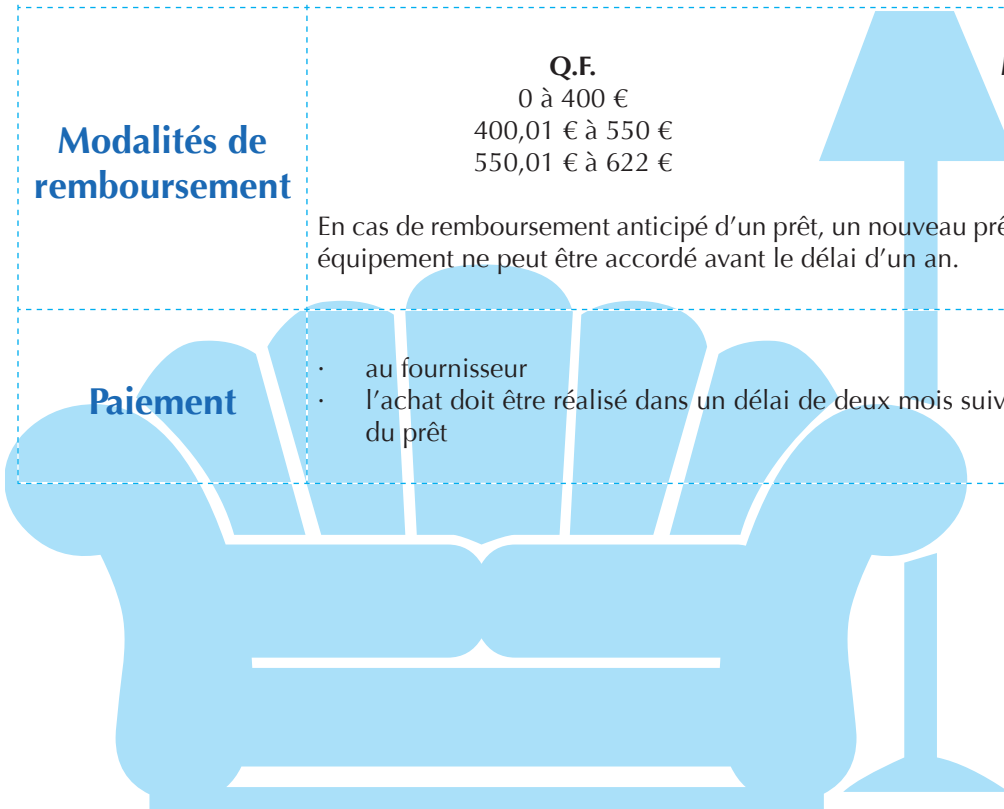 Modalités de
remboursement
Q.F.
0 à 400 €
400,01 € à 550 €
550,01 € à 622 €
En cas de remboursement anticipé d’un prêt, un nouveau
équipement ne peut être accordé avant le délai d’un an.
Paiement
· au fournisseur
· l’achat doit être réalisé dans un délai de deux mois
du prêt